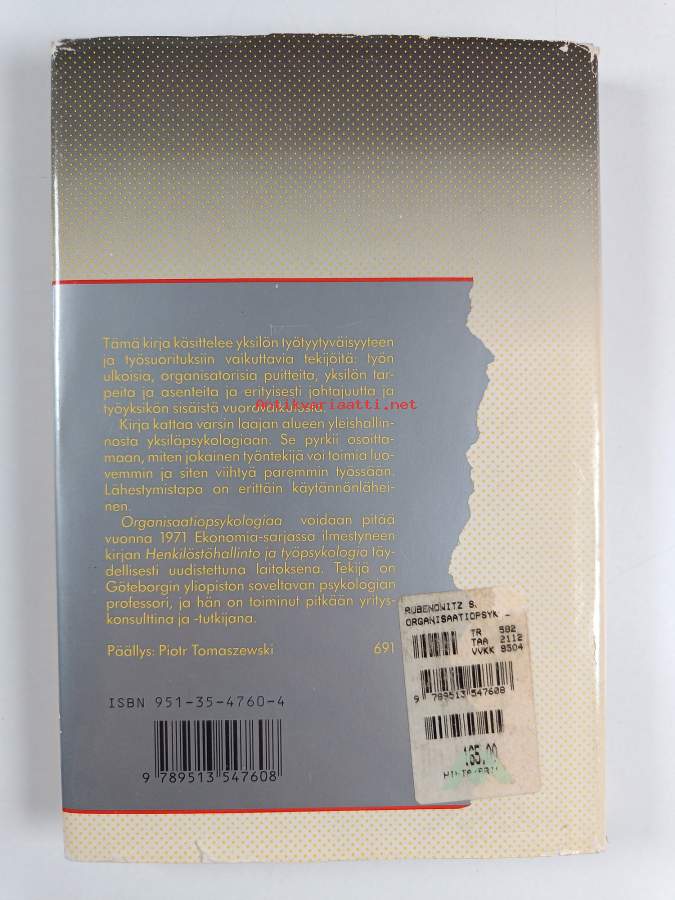 Tämä kirja käsittelee yksilön työtyytyväisyyteen
ja työsuorituksiin vaikuttavia tekijöitä: työn
ulkoisia, organisatorisia puitteita, yksilön tar-
peita ja asenteita ja erityisesti johtajuutta ja
työyksikön sisäistä vuorovaikutusta.
Antikvariaatti.net
Kirja kattaa varsin laajan alueen yleishallin-
nosta yksilöpsykologiaan. Se pyrkii osoitta-
maan, miten jokainen työntekijä voi toimia luo-
vemmin ja siten viihtyä paremmin työssään.
Lähestymistapa on erittäin käytännönlähei-
nen.
Organisaatiopsykologiaa voidaan pitää
vuonna 1971 Ekonomia-sarjassa ilmestyneen
kirjan Henkilöstöhallinto ja työpsykologia täy-
dellisesti uudistettuna laitoksena. Tekijä on
Göteborgin yliopiston soveltavan psykologian
professori, ja hän on toiminut pitkään yritys-
konsulttina ja -tutkijana.
Päällys: Piotr Tomaszewski 691
ISBN 951-35-4760-4
9 789513 547608
RUBENOWITZ S.
ORGANISAATIOPSYK
TR 582
TAA 2112
VVKK 9504
9 789513 547608
165,00